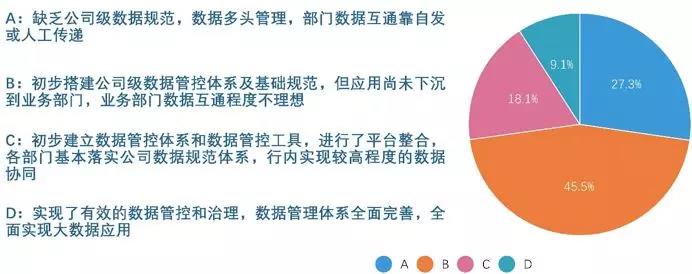 A：缺乏公司级数据规范，数据多头管理，部门数据互通靠自发
或人工传递
B：初步搭建公司级数据管控体系及基础规范，但应用尚未下沉
到业务部门，业务部门数据互通程度不理想
C：初步建立数据管控体系和数据管控工具，进行了平台整合，
各部门基本落实公司数据规范体系，行内实现较高程度的数据
协同
D：实现了有效的数据管控和治理，数据管理体系全面完善，全
面实现大数据应用
9.1%
27.3%
18.1%
45.5%
A B C D